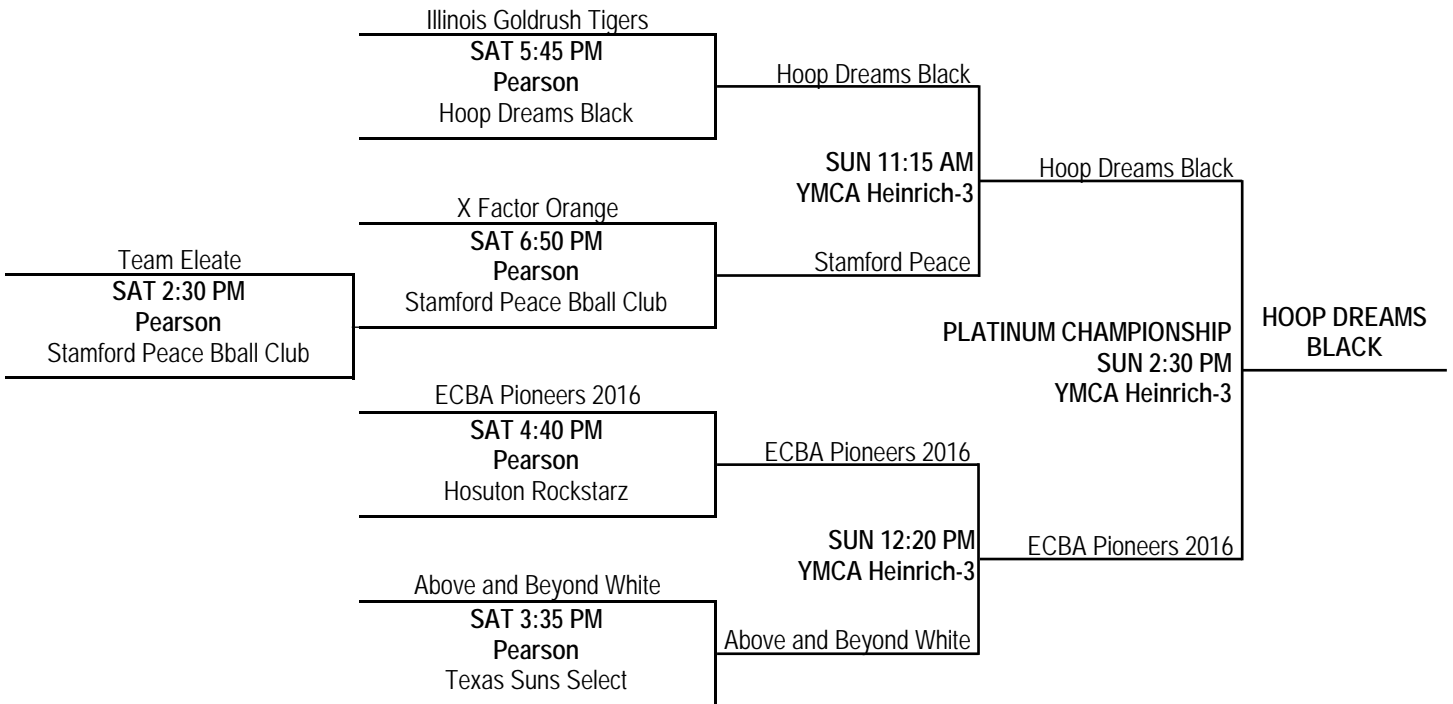 Illinois Goldrush Tigers
SAT 5:45 PM
Pearson
Hoop Dreams Black
X Factor Orange
SAT 6:50 PM
Pearson
Stamford Peace Bball Club
Team Eleate
SAT 2:30 PM
Pearson
Stamford Peace Bball Club
ECBA Pioneers 2016
SAT 4:40 PM
Pearson
Hosuton Rockstarz
Above and Beyond White
SAT 3:35 PM
Pearson
Texas Suns Select
Hoop Dreams Black
SUN 11:15 AM
YMCA Heinrich-3
Stamford Peace
ECBA Pioneers 2016
SUN 12:20 PM
YMCA Heinrich-3
Above and Beyond White
Hoop Dreams Black
PLATINUM CHAMPIONSHIP
SUN 2:30 PM
YMCA Heinrich-3
ECBA Pioneers 2016
HOOP DREAMS
BLACK